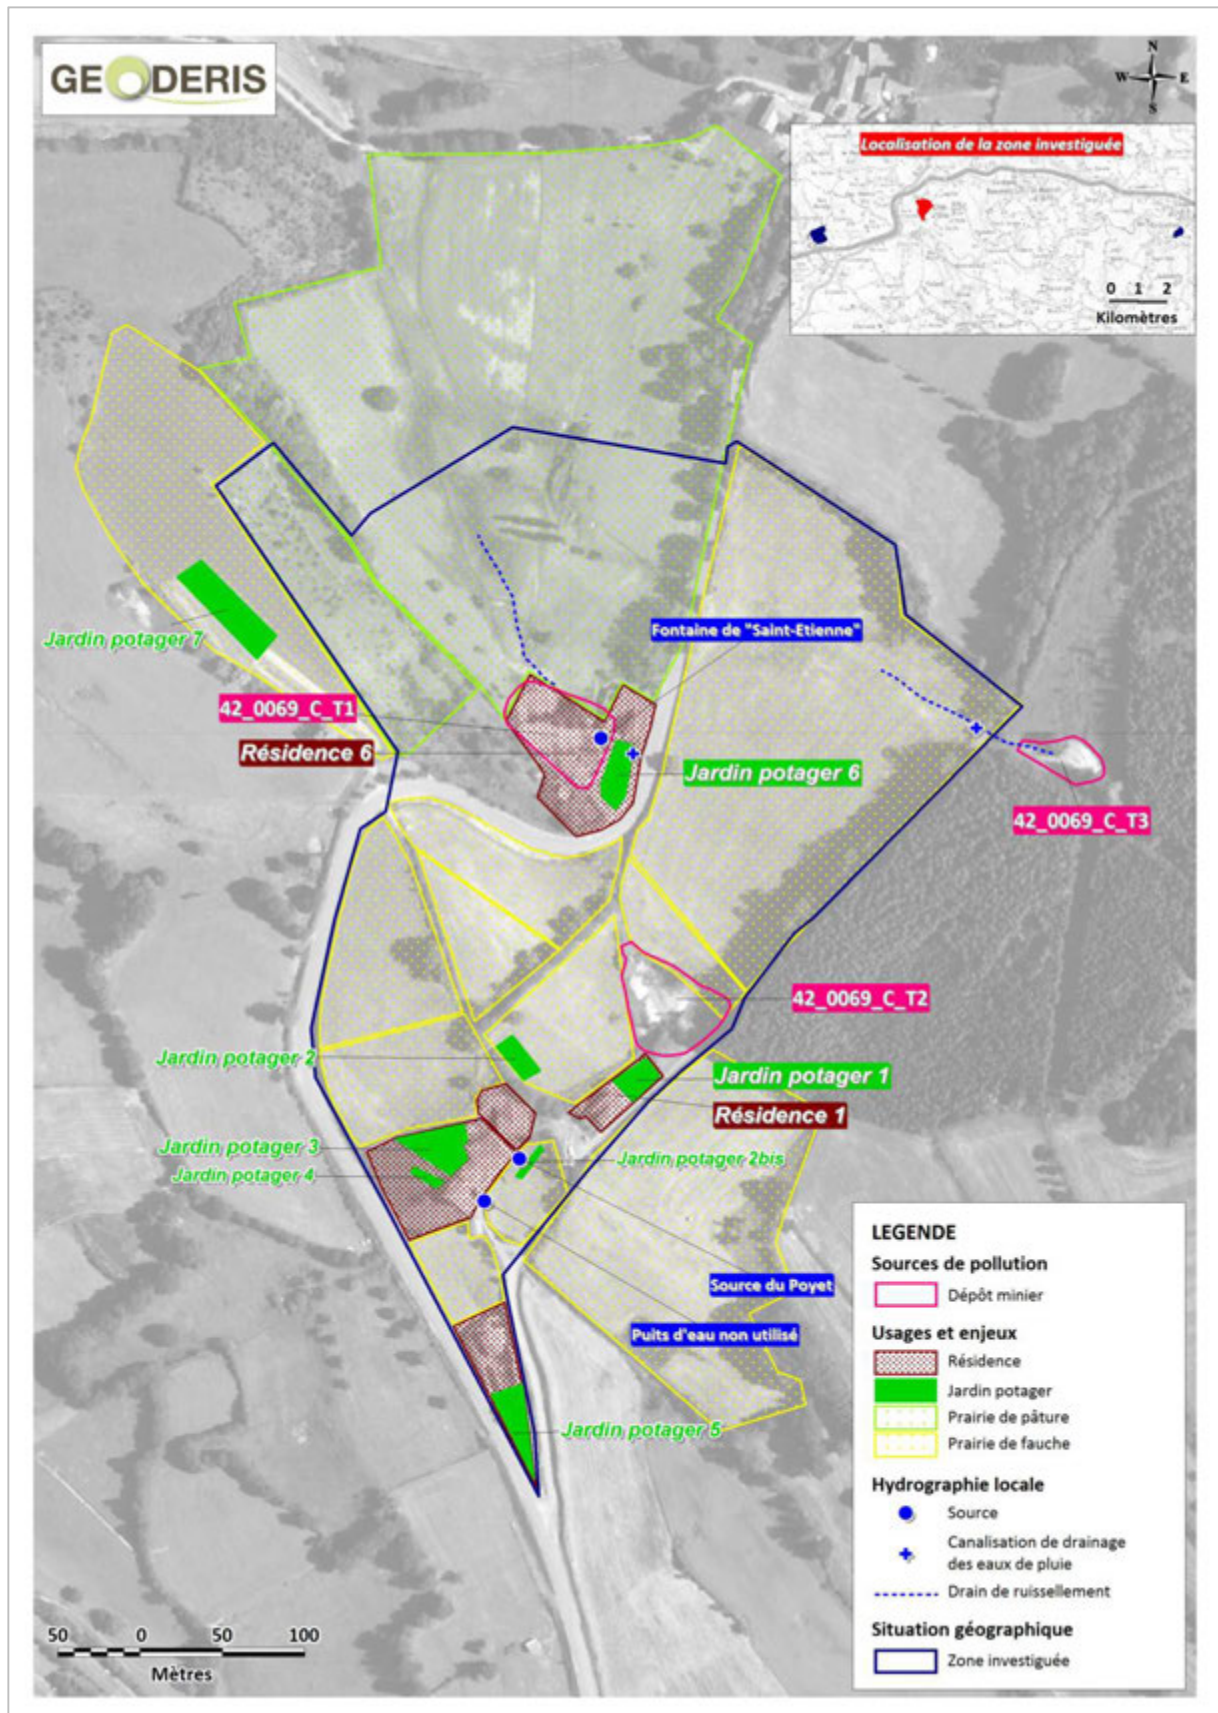 GEODERIS
N
W E
S
Localisation de la zone investiguée
0 1 2
Kilomètres
Fontaine de "Saint-Etienne"
Jardin potager 7
42_0069_C_T1
Résidence 6
Jardin potager 6
42_0069_C_T3
42_0069_C_T2
Jardin potager 2
Jardin potager 1
Résidence 1
Jardin potager 3
Jardin potager 2bis
Jardin potager 4
Source du Poyet
Puits d'eau non utilisé
Jardin potager 5
LEGENDE
Sources de pollution
Dépôt minier
Usages et enjeux
Résidence
Jardin potager
Prairie de pâture
Prairie de fauche
Hydrographie locale
Source
Canalisation de drainage
des eaux de pluie
Drain de ruissellement
Situation géographique
Zone investiguée
50 0 50 100
Mètres